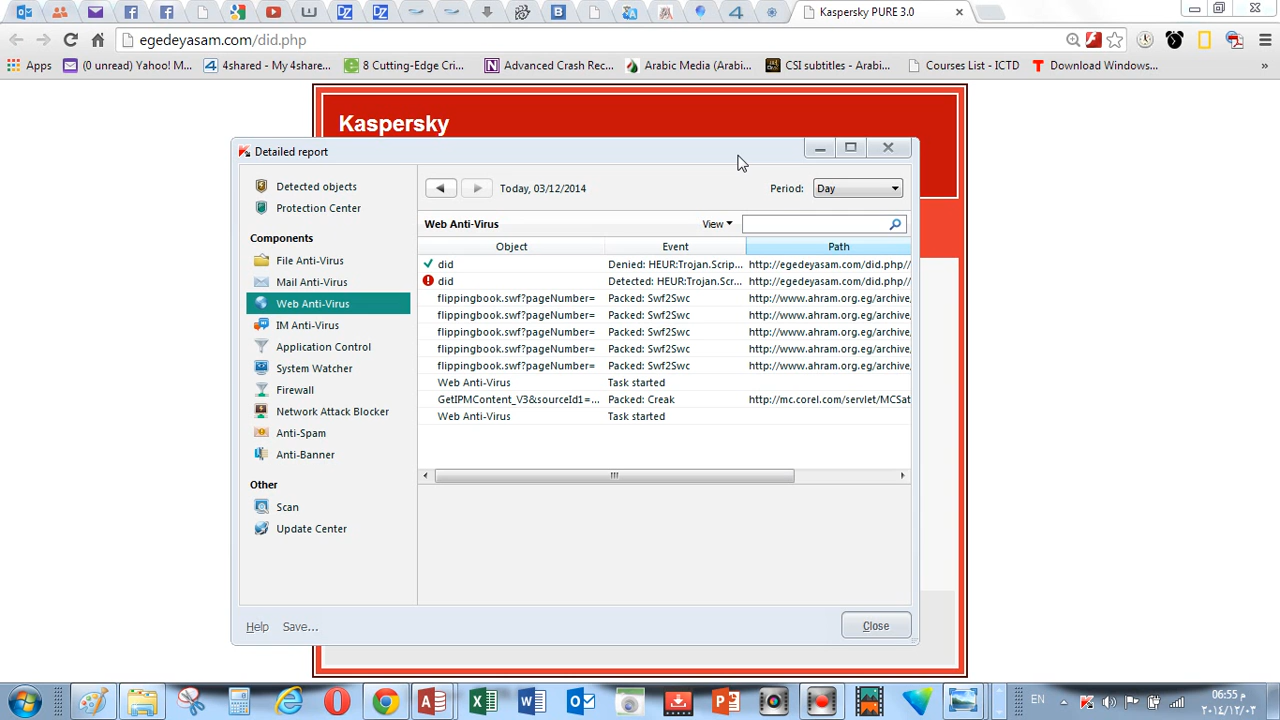 Kaspersky PURE 3.0
egedeyasam.com/did.php
Apps
(0 unread) Yahoo! M...
4shared - My 4share...
8 Cutting-Edge Cri...
Advanced Crash Rec...
Arabic Media (Arabi...
CSI subtitles - Arabi...
Courses List - ICTD
Download Windows...
»
Kaspersky
Detailed report
Detected objects
Protection Center
Components
File Anti-Virus
Mail Anti-Virus
Web Anti-Virus
IM Anti-Virus
Application Control
System Watcher
Firewall
Network Attack Blocker
Anti-Spam
Anti-Banner
Other
Scan
Update Center
Today, 03/12/2014
Period:
Day
Web Anti-Virus
View
Object Event Path
did Denied: HEUR:Trojan.Scrip... http://egedeyasam.com/did.php//
did Detected: HEUR:Trojan.Scr... http://egedeyasam.com/did.php//
flippingbook.swf?pageNumber= Packed: Swf2Swc http://www.ahram.org.eg/archive,
flippingbook.swf?pageNumber= Packed: Swf2Swc http://www.ahram.org.eg/archive,
flippingbook.swf?pageNumber= Packed: Swf2Swc http://www.ahram.org.eg/archive,
flippingbook.swf?pageNumber= Packed: Swf2Swc http://www.ahram.org.eg/archive,
flippingbook.swf?pageNumber= Packed: Swf2Swc http://www.ahram.org.eg/archive,
Web Anti-Virus Task started
GetIPMContent_V3&sourceId1=... Packed: Creak http://mc.corel.com/servlet/MCSat
Web Anti-Virus Task started
Help
Save...
Close
EN
06:55 م
٢٠١٤/١٢/٠٣